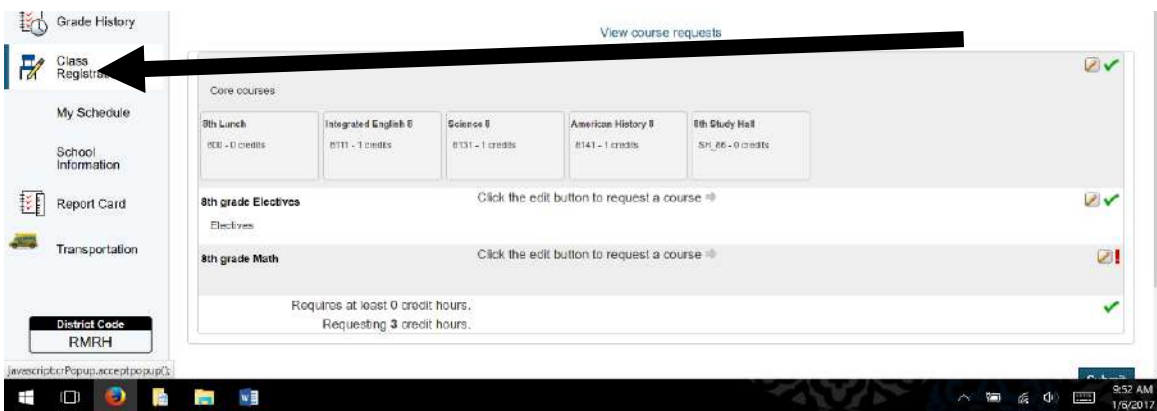 Grade History
View course requests
Class
Core courses
My Schedule
8th Lunch
Integrated English 8
Science 8
American History 8
8th Study Hall
800 - 0 credits
8111 - 1 credits
8131 - 1 credits
8141 - 1 credits
SH_86 - 0 credits
School
Information
Report Card
8th grade Electives
Click the edit button to request a course
Electives
Transportation
8th grade Math
Click the edit button to request a course
Requires at least 0 credit hours.
Requesting 3 credit hours.
District Code
RMRH
javascript:crPopup.acceptpopup();
Submit
9:52 AM
1/6/2017